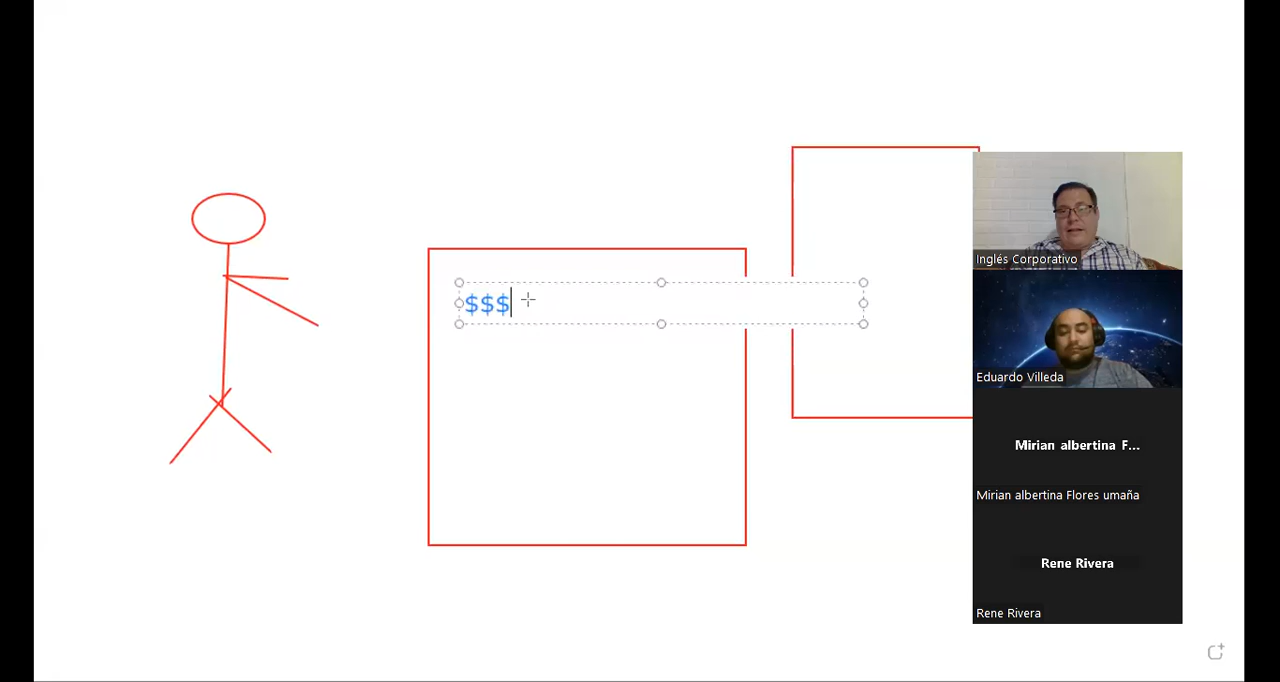 $$$
Inglés Corporativo
Eduardo Villeda
Mirian albertina F...
Mirian albertina Flores umaña
Rene Rivera
Rene Rivera